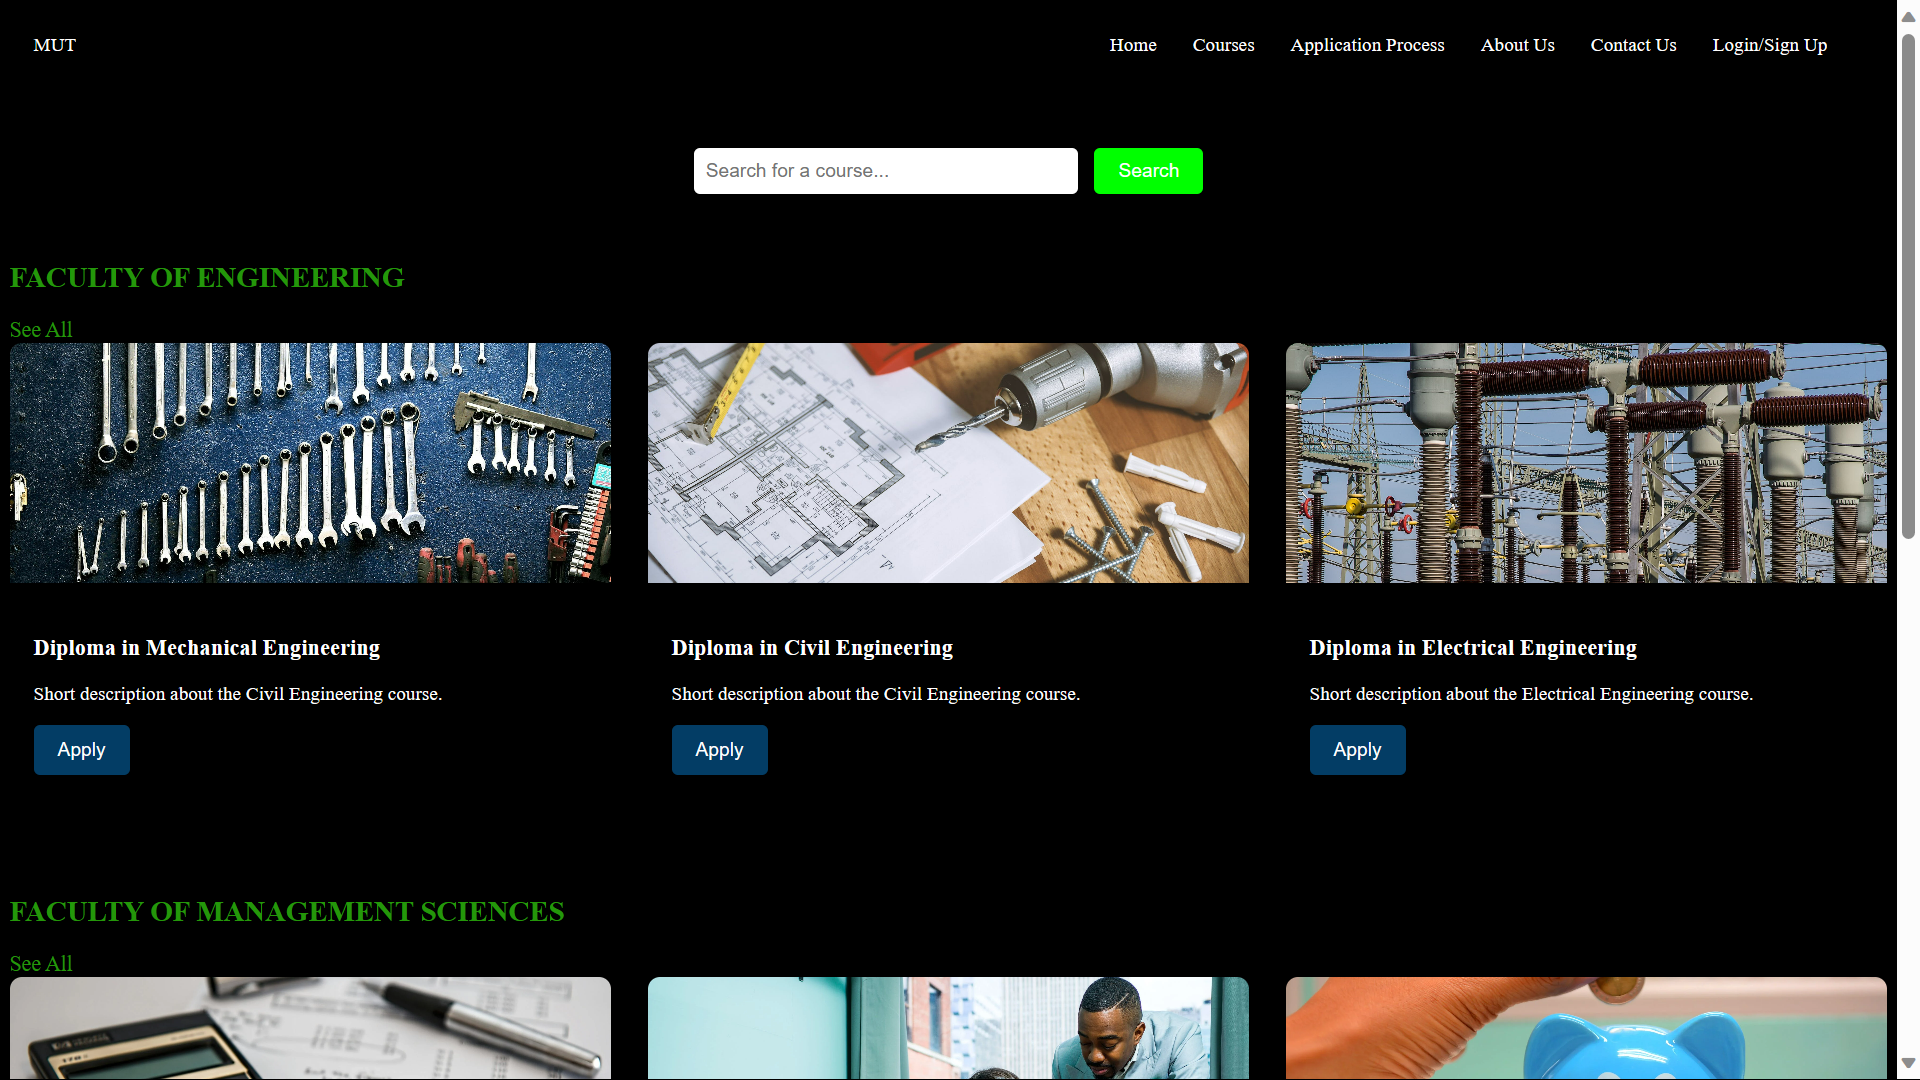 MUT
Home
Courses
Application Process
About Us
Contact Us
Login/Sign Up
Search for a course...
Search
FACULTY OF ENGINEERING
See All
Diploma in Mechanical Engineering
Short description about the Civil Engineering course.
Apply
Diploma in Civil Engineering
Short description about the Civil Engineering course.
Apply
Diploma in Electrical Engineering
Short description about the Electrical Engineering course.
Apply
FACULTY OF MANAGEMENT SCIENCES
See All